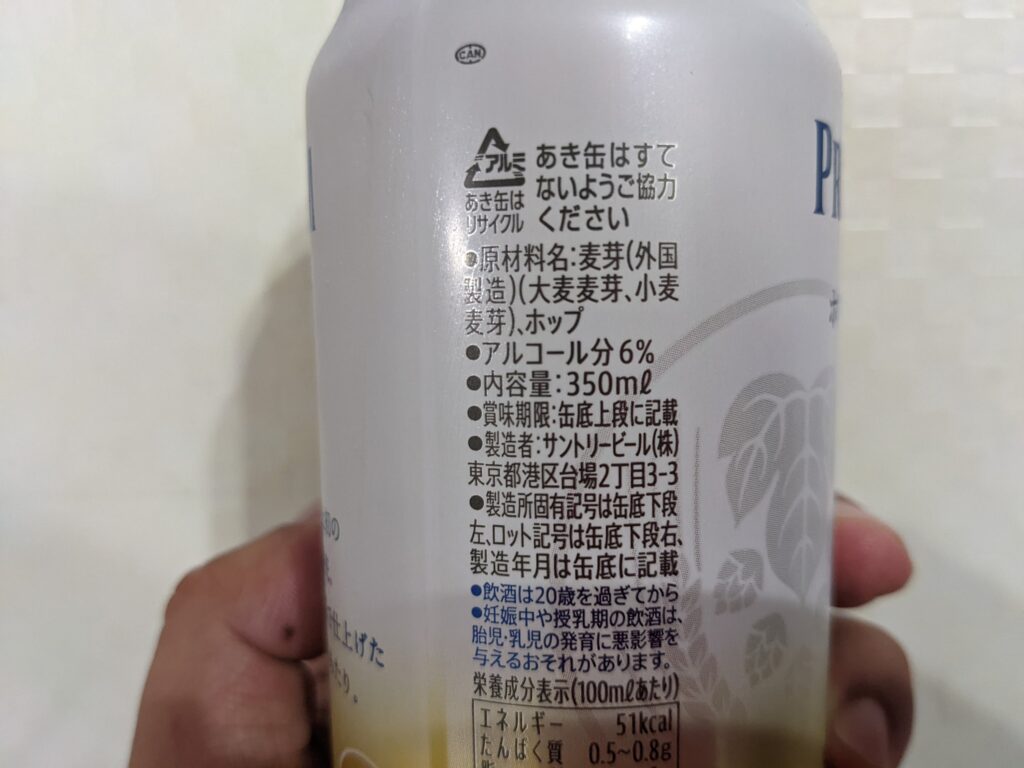 CAN
アルミ
あき缶は
リサイクル
あき缶はすて
ないようご協力
ください
●原材料名:麦芽(外国
製造)(大麦麦芽、小麦
麦芽)、ホップ
●アルコール分6%
●内容量:350mℓ
●賞味期限:缶底上段に記載
●製造者:サントリービール(株)
東京都港区台場2丁目3-3
●製造所固有記号は缶底下段
左、ロット記号は缶底下段右、
製造年月は缶底に記載
●飲酒は20歳を過ぎてから
●妊娠中や授乳期の飲酒は、
胎児・乳児の発育に悪影響を
与えるおそれがあります。
栄養成分表示(100mℓあたり)
エネルギー 51kcal
たんぱく質 0.5~0.8g
仕上げた
PR